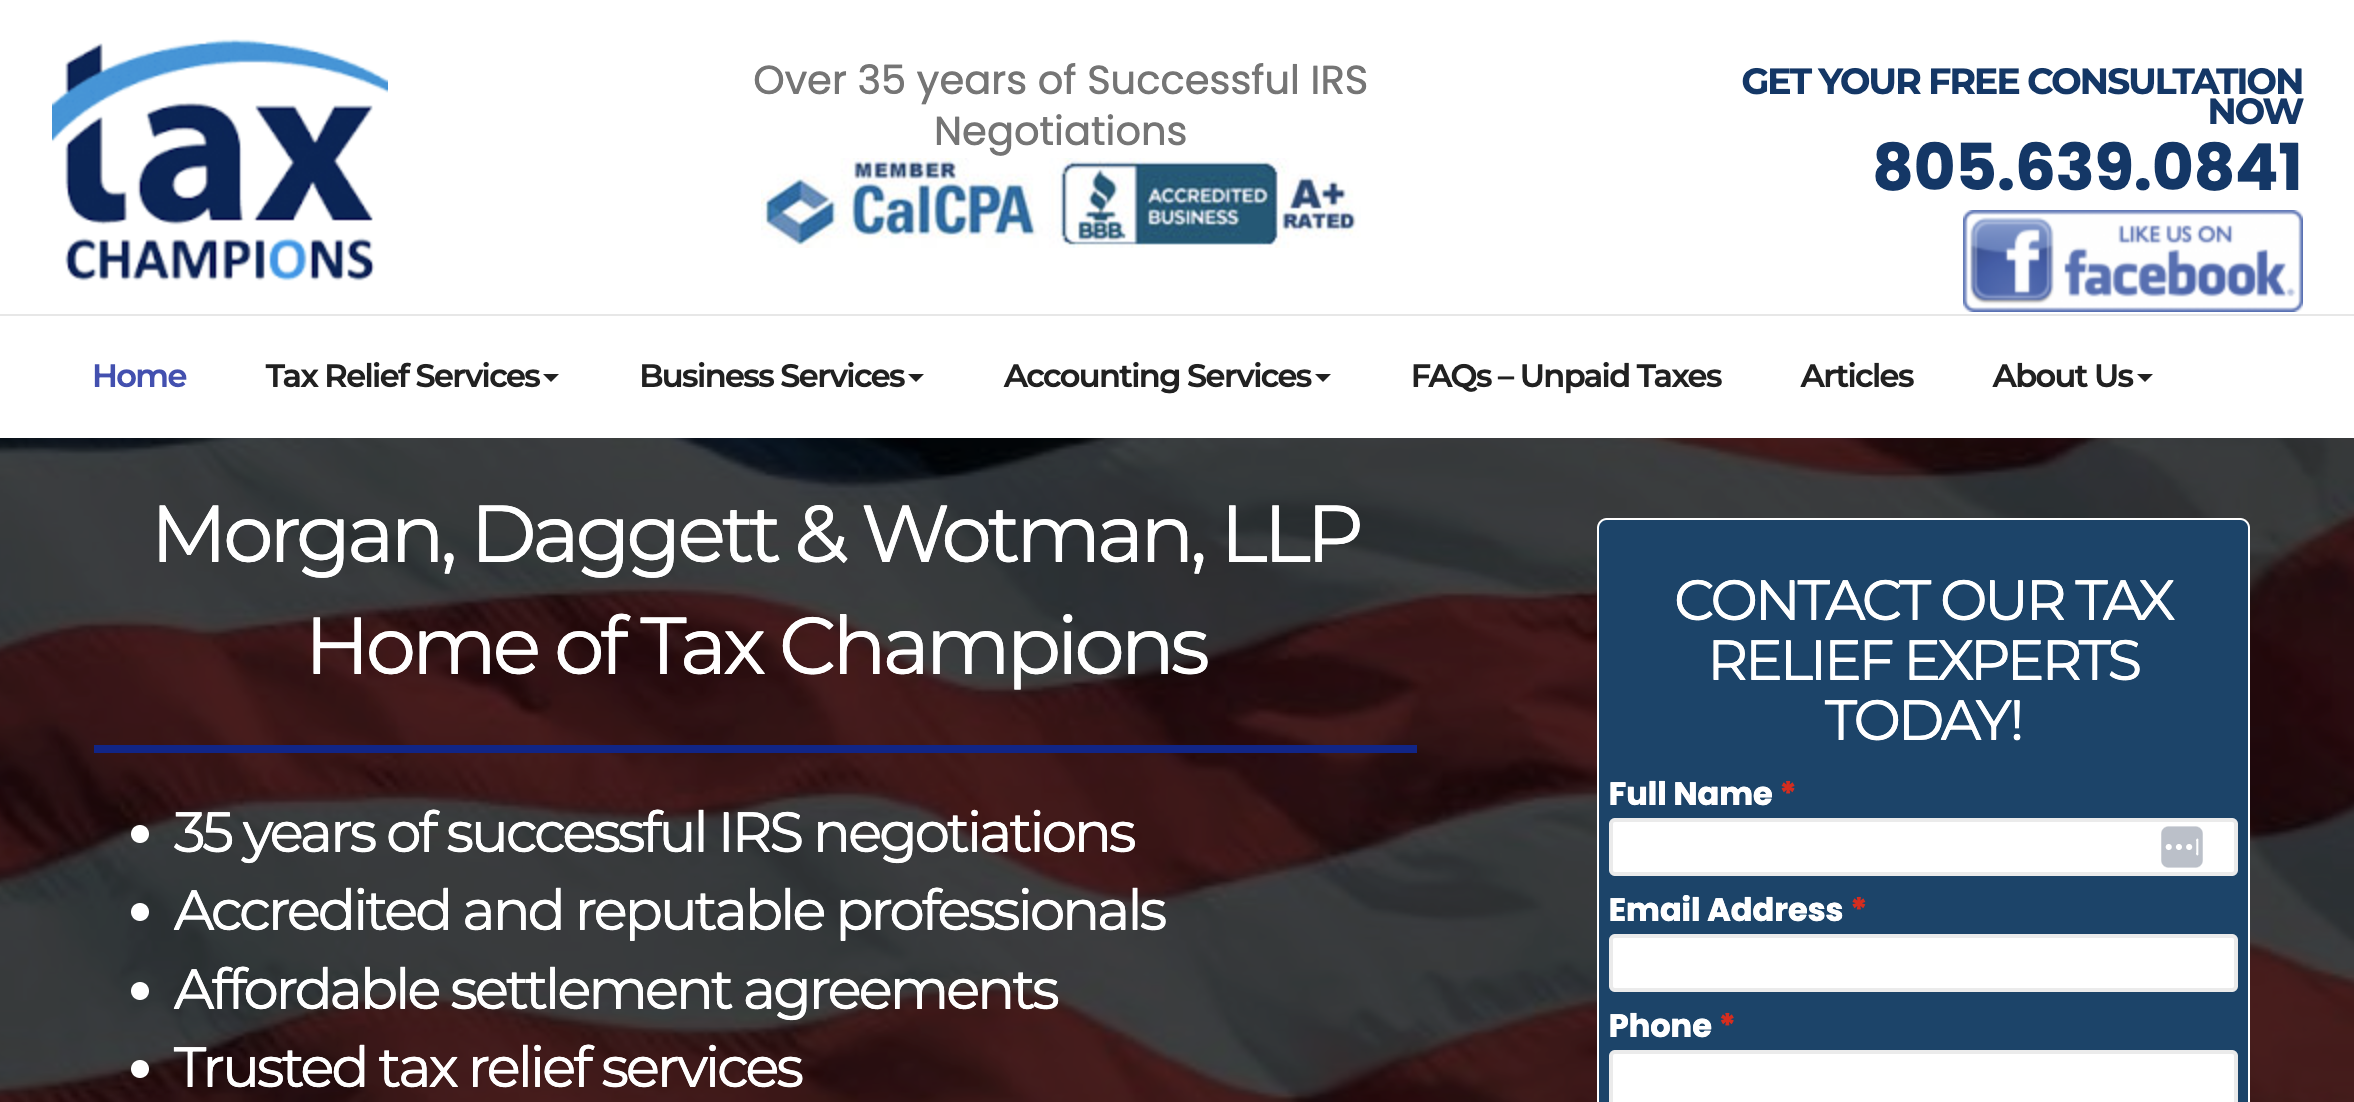 tax
CHAMPIONS
Over 35 years of Successful IRS
Negotiations
MEMBER
CalCPA
BBB.
ACCREDITED
BUSINESS
A+
RATED
GET YOUR FREE CONSULTATION
NOW
805.639.0841
f
LIKE US ON
facebook.
Home
Tax Relief Services
Business Services
Accounting Services
FAQs – Unpaid Taxes
Articles
About Us
Morgan, Daggett & Wotman, LLP
Home of Tax Champions
• 35 years of successful IRS negotiations
• Accredited and reputable professionals
• Affordable settlement agreements
• Trusted tax relief services
CONTACT OUR TAX
RELIEF EXPERTS
TODAY!
Full Name *
Email Address *
Phone *